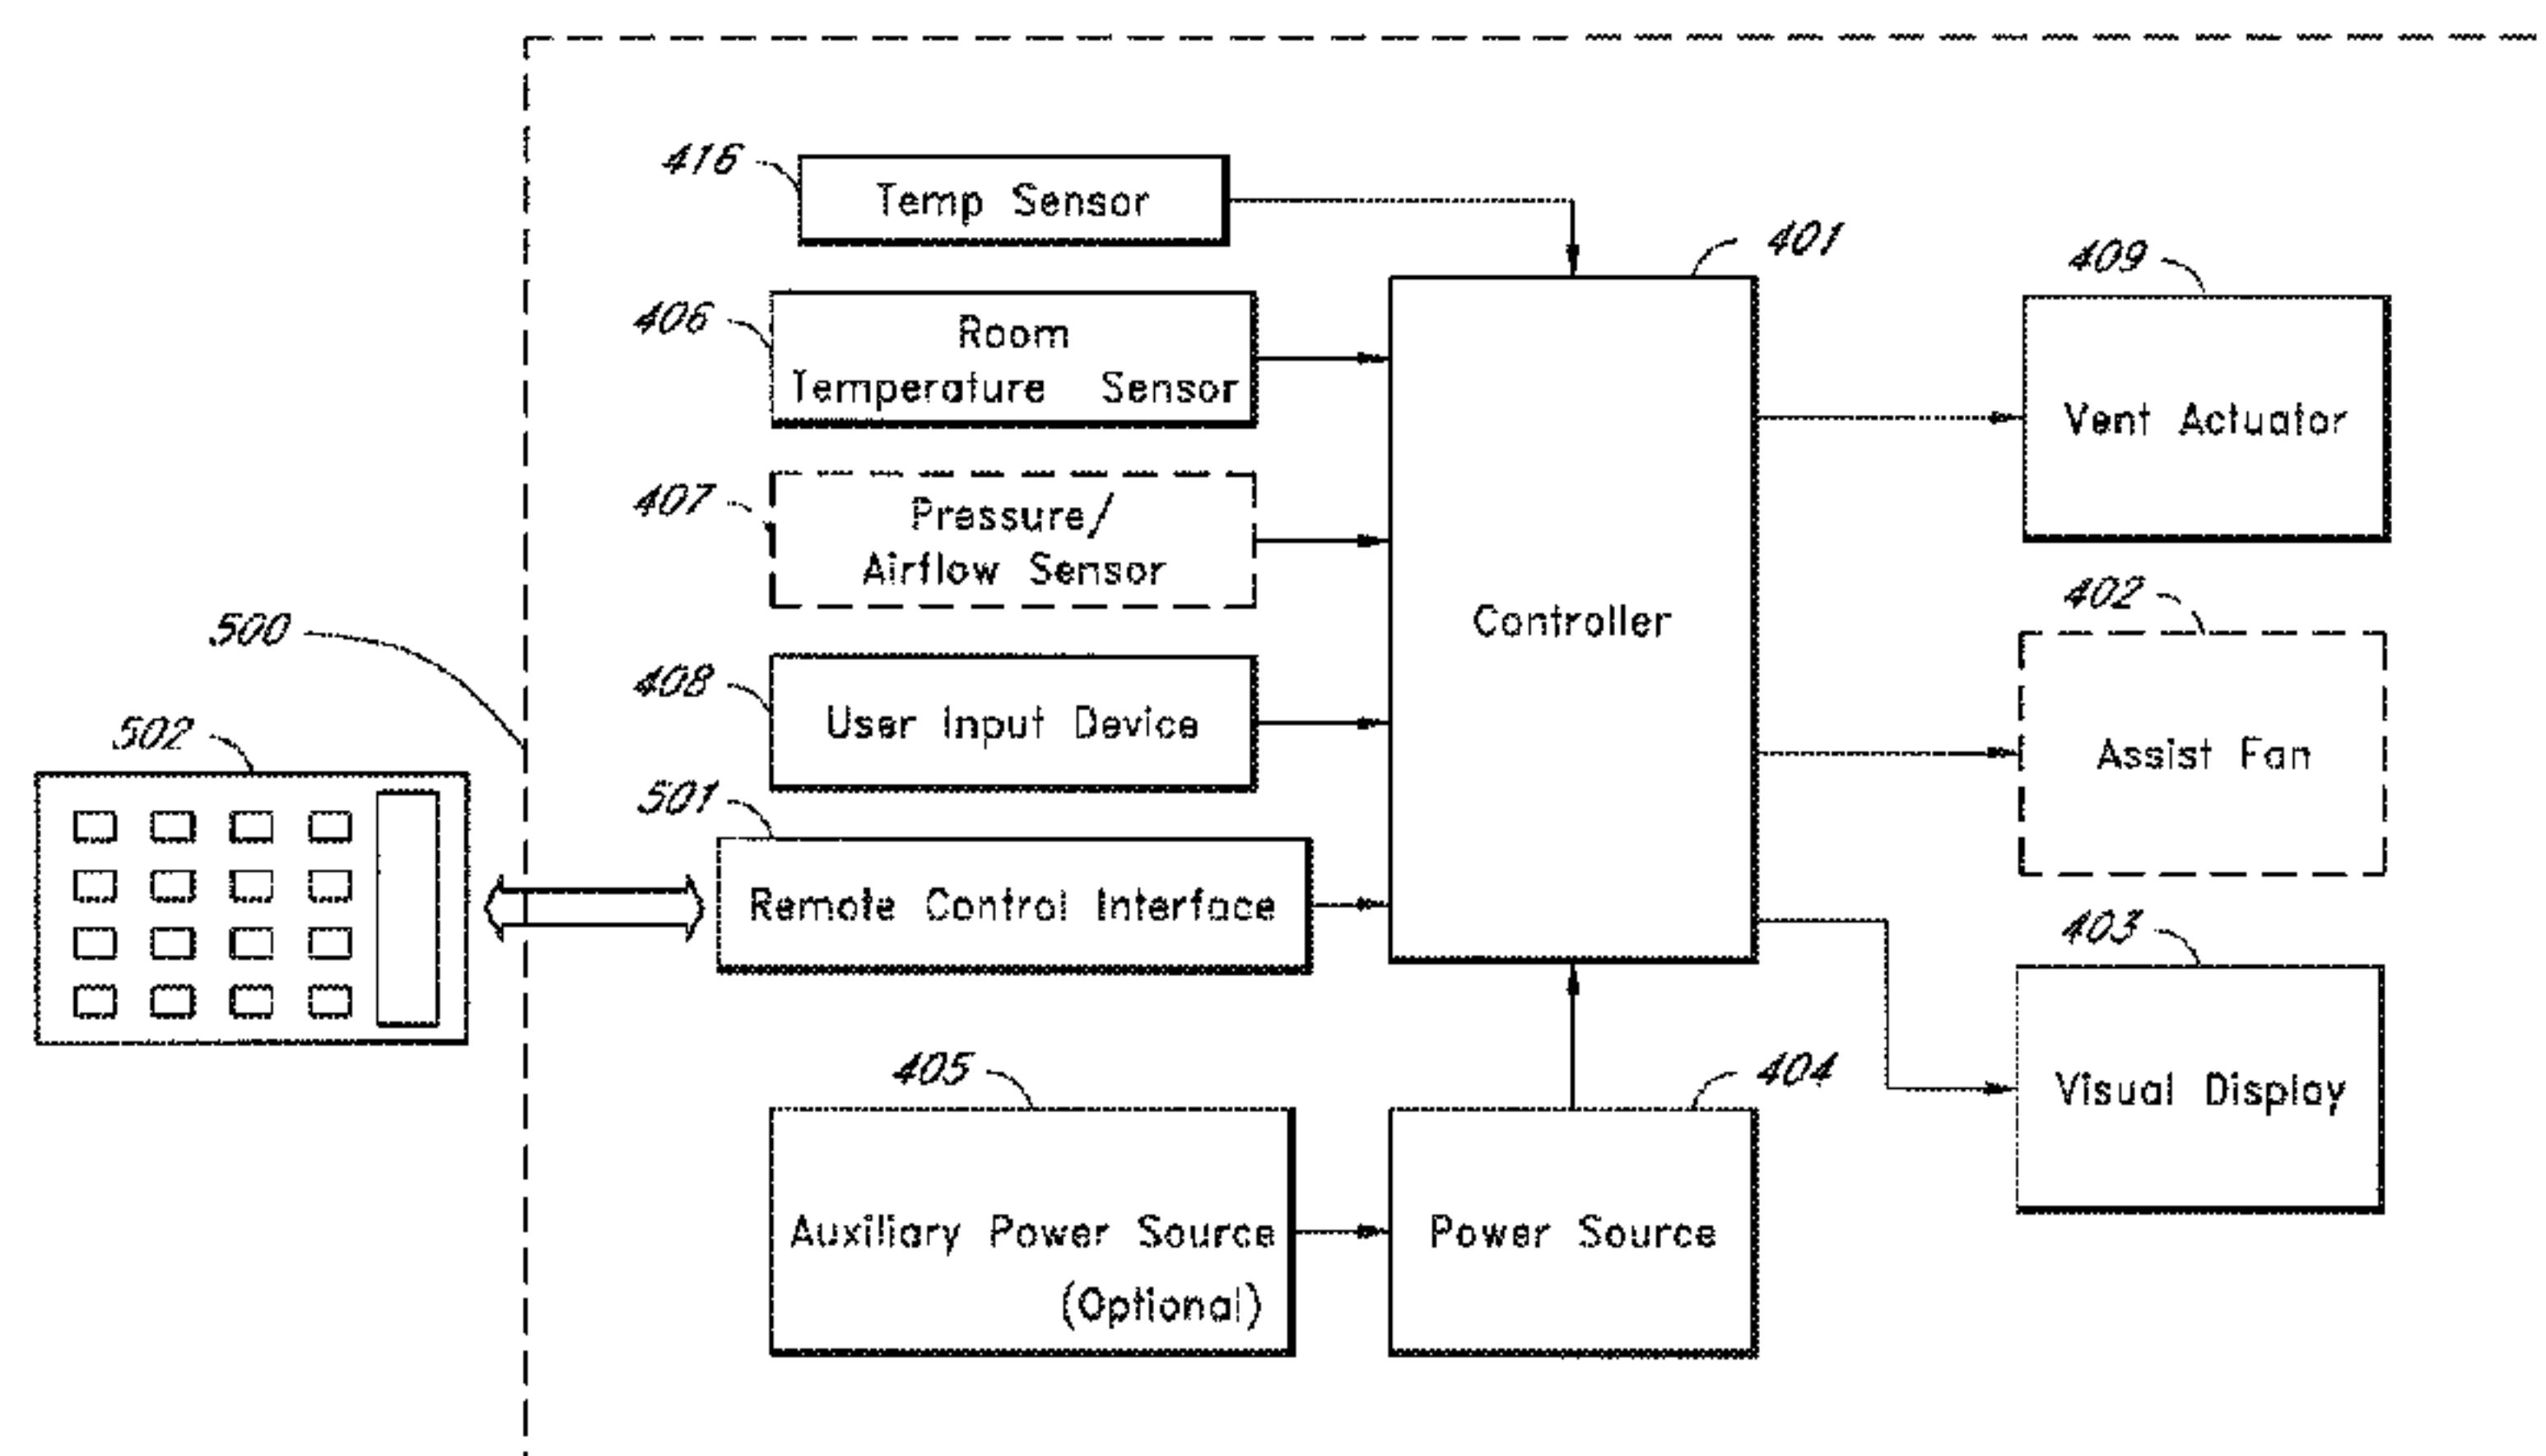 416
Temp Sensor
401
409
406
Room
Temperature Sensor
Vent Actuator
407
Pressure/
Airflow Sensor
402
500
Controller
408
User Input Device
502
Assist Fan
501
Remote Control Interface
403
405
404
Visual Display
Auxiliary Power Source
(Optional)
Power Source